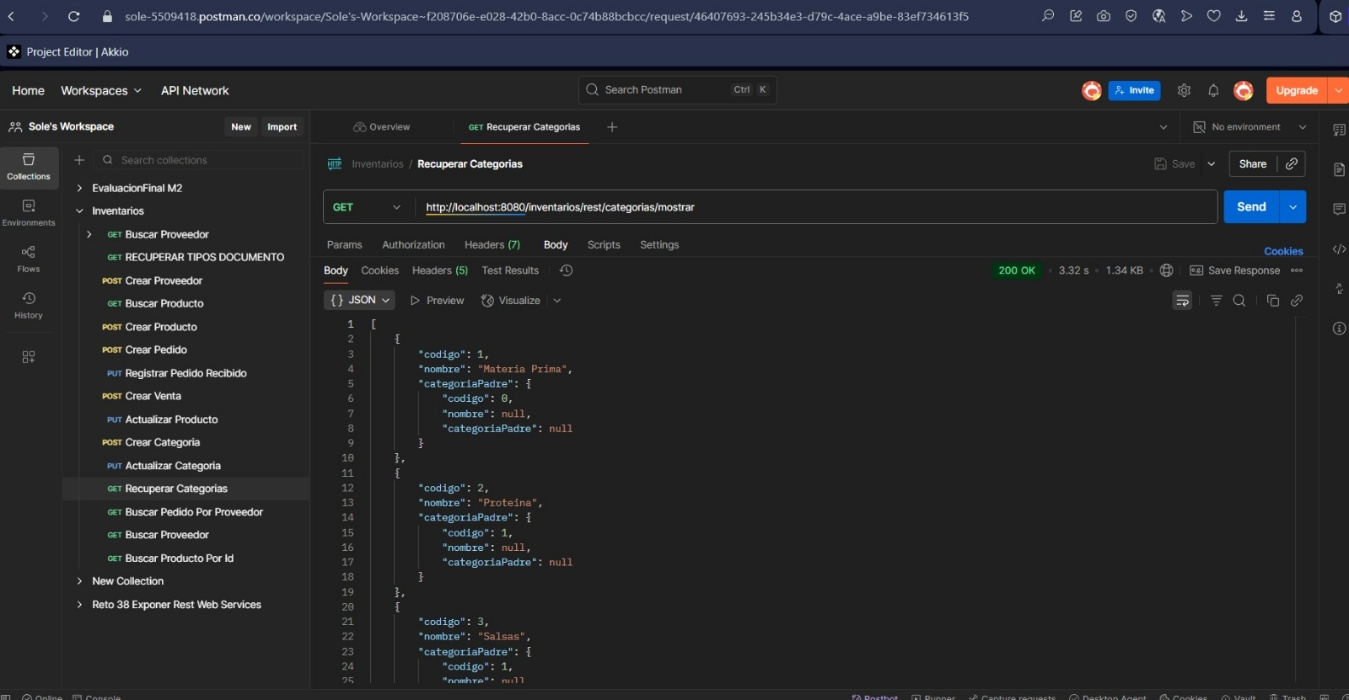 sole-5509418.postman.co/workspace/Sole's-Workspace~f208706e-e028-42b0-8acc-0c74b88bcbcc/request/46407693-245b34e3-d79c-4ace-a9be-83ef734613f5
Project Editor | Akkio
Home Workspaces API Network Search Postman Ctrl K Invite Upgrade
Sole's Workspace New Import Overview GET Recuperar Categorias No environment
Collections
Environments
Flows
History
Search collections
EvaluacionFinal M2
Inventarios
GET Buscar Proveedor
GET RECUPERAR TIPOS DOCUMENTO
POST Crear Proveedor
GET Buscar Producto
POST Crear Producto
POST Crear Pedido
PUT Registrar Pedido Recibido
POST Crear Venta
PUT Actualizar Producto
POST Crear Categoria
PUT Actualizar Categoria
GET Recuperar Categorias
GET Buscar Pedido Por Proveedor
GET Buscar Proveedor
GET Buscar Producto Por Id
New Collection
Reto 38 Exponer Rest Web Services
HTTP Inventarios / Recuperar Categorias Save Share
GET http://localhost:8080/inventarios/rest/categorias/mostrar Send
Params Authorization Headers (7) Body Scripts Settings Cookies
Body Cookies Headers (5) Test Results 200 OK 3.32 s 1.34 KB Save Response
{ } JSON Preview Visualize
1 [
2 {
3 "codigo": 1,
4 "nombre": "Materia Prima",
5 "categoriaPadre": {
6 "codigo": 0,
7 "nombre": null,
8 "categoriaPadre": null
9 }
10 },
11 {
12 "codigo": 2,
13 "nombre": "Proteina",
14 "categoriaPadre": {
15 "codigo": 1,
16 "nombre": null,
17 "categoriaPadre": null
18 }
19 },
20 {
21 "codigo": 3,
22 "nombre": "Salsas",
23 "categoriaPadre": {
24 "codigo": 1,
25 "nombre": null
Online Console Postbot Runner Capture requests Desktop Agent Cookies Vault Trash